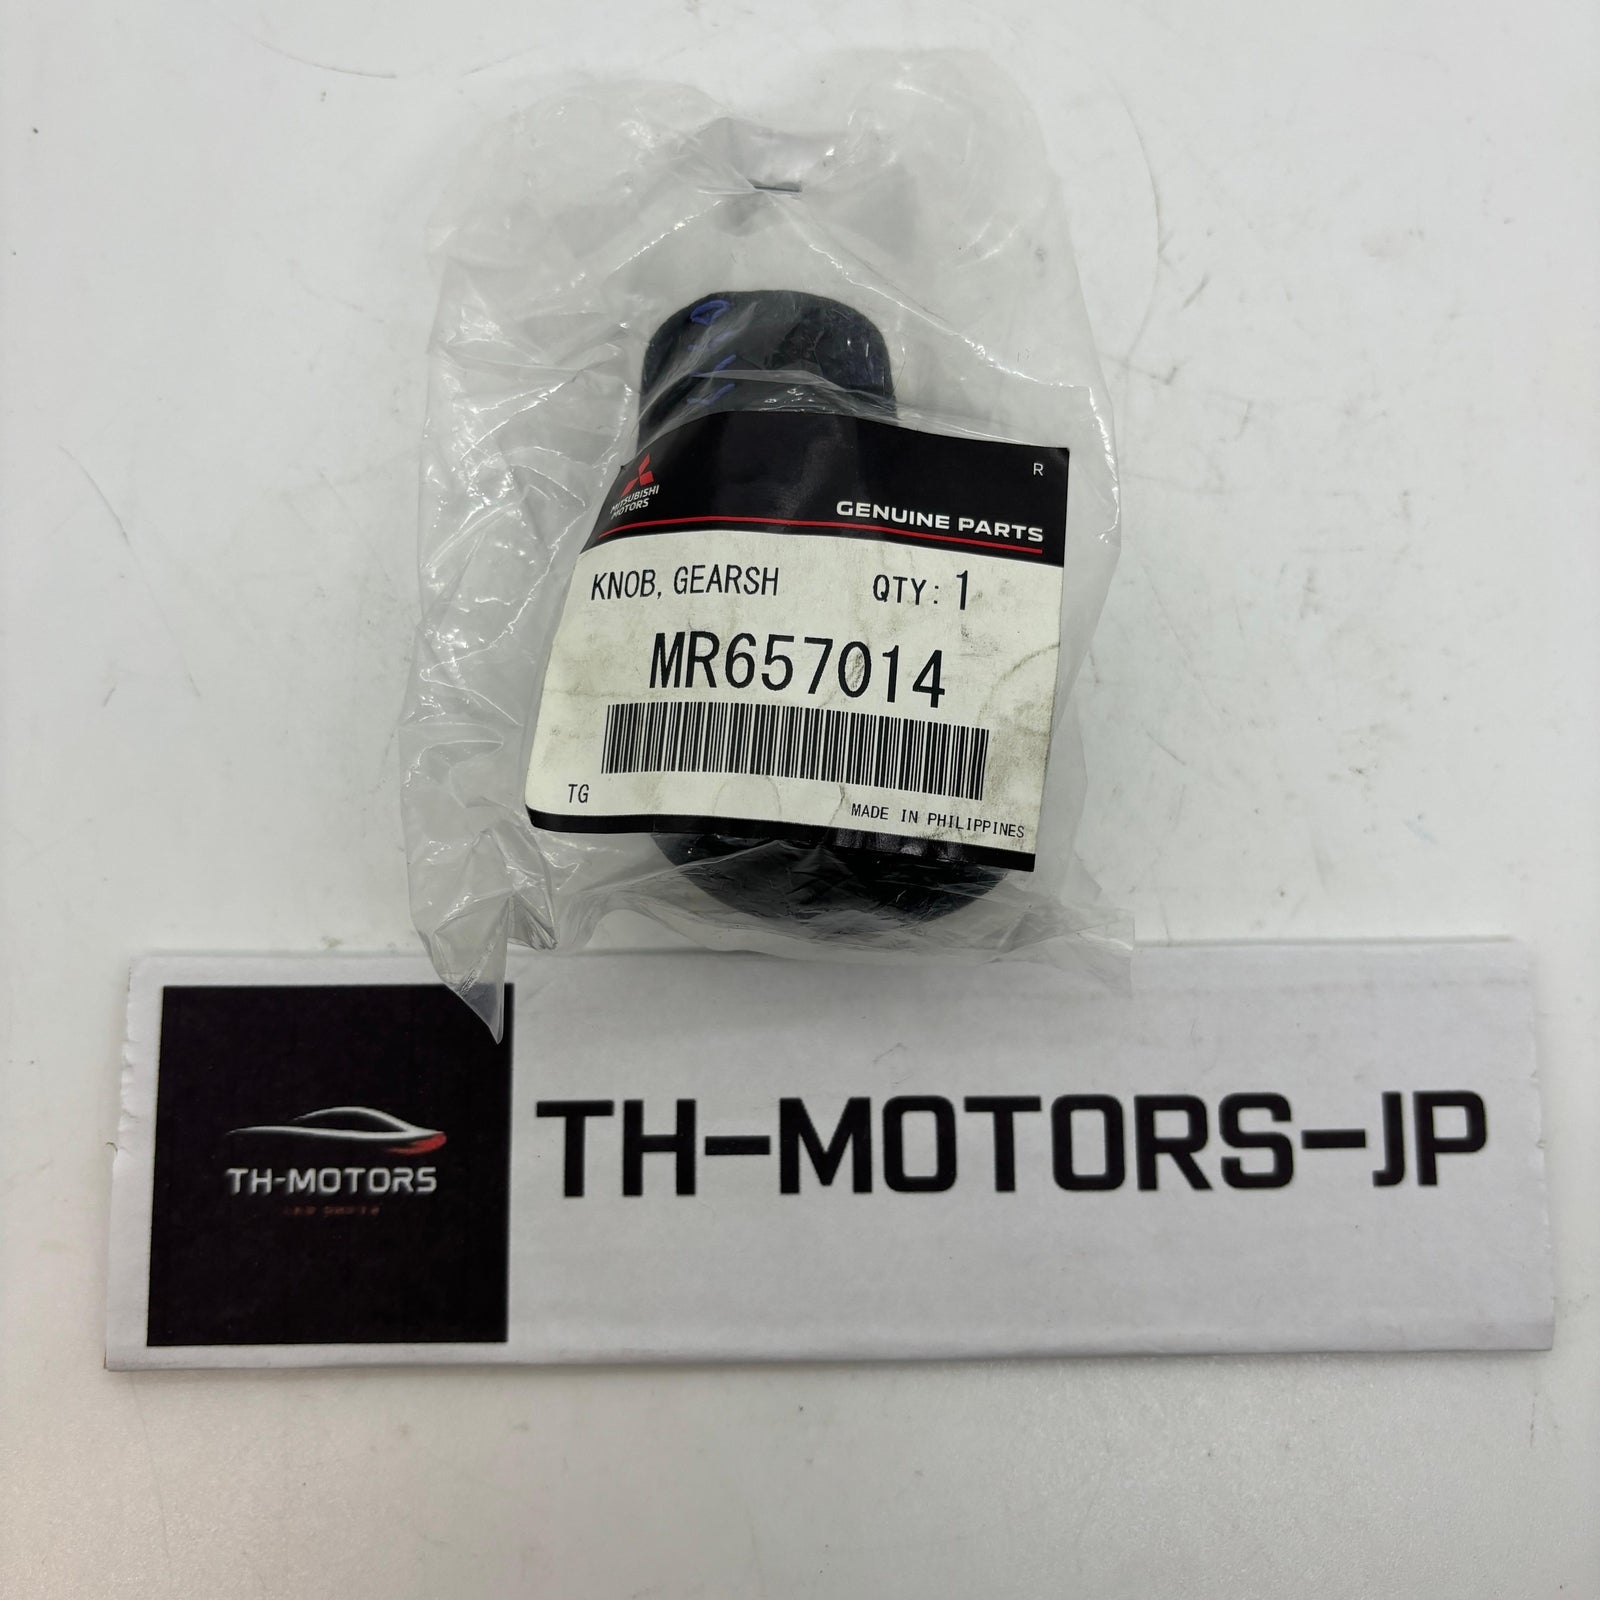 R
MITSUBISHI
MOTORS
GENUINE PARTS
KNOB, GEARSH QTY: 1
MR657014
TG
MADE IN PHILIPPINES
TH-MOTORS
TH-MOTORS-JP